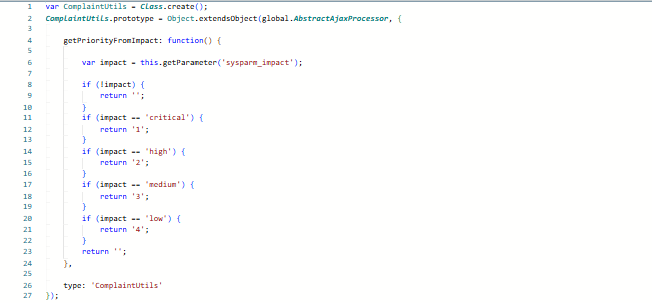 1 var ComplaintUtils = Class.create();
2 ComplaintUtils.prototype = Object.extendsObject(global.AbstractAjaxProcessor, {
3
4 getPriorityFromImpact: function() {
5
6 var impact = this.getParameter('sysparm_impact');
7
8 if (!impact) {
9 return '';
10 }
11 if (impact == 'critical') {
12 return '1';
13 }
14 if (impact == 'high') {
15 return '2';
16 }
17 if (impact == 'medium') {
18 return '3';
19 }
20 if (impact == 'low') {
21 return '4';
22 }
23 return '';
24 },
25
26 type: 'ComplaintUtils'
27 });